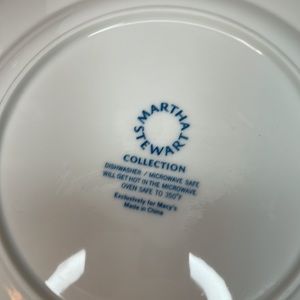 MARTHA STEWART
COLLECTION
DISHWASHER / MICROWAVE SAFE
WILL GET HOT IN THE MICROWAVE
OVEN SAFE TO 350°F
Exclusively for Macy's
Made in China